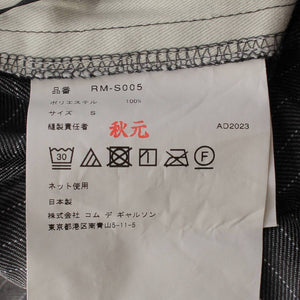 品番 RM-S005
ポリエステル 100%
サイズ S
縫製責任者 秋元 AD2023
30 P F
ネット使用
日本製
株式会社 コム デ ギャルソン
東京都港区南青山5-11-5